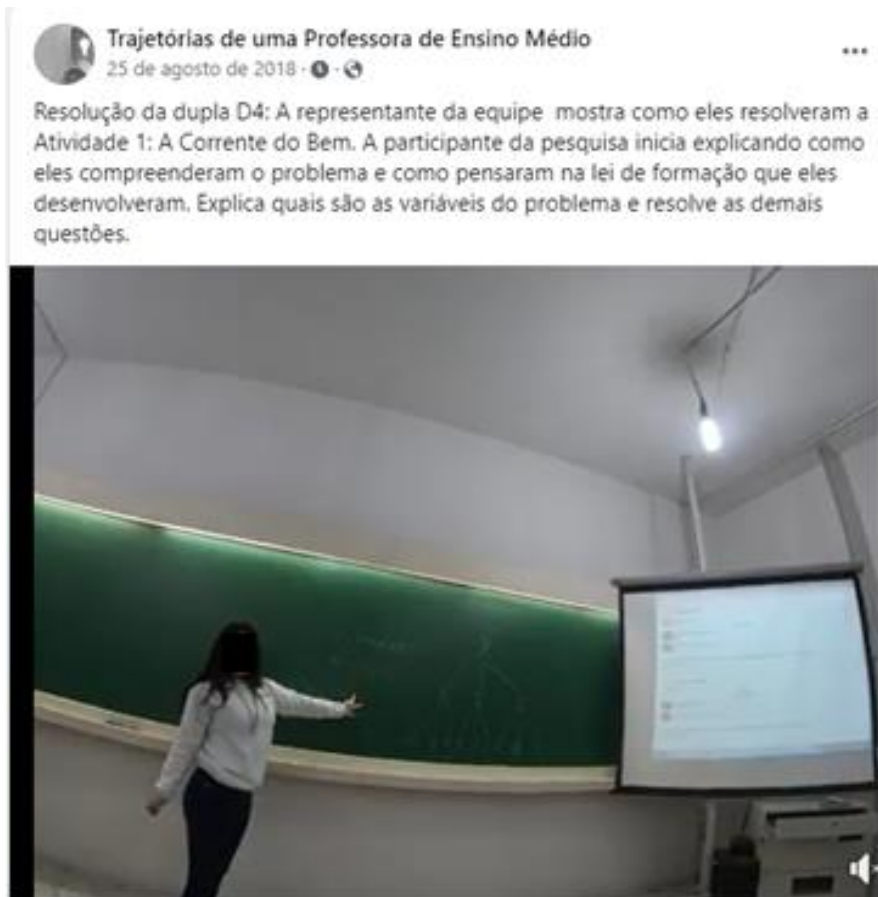 Trajetórias de uma Professora de Ensino Médio
25 de agosto de 2018 ·
Resolução da dupla D4: A representante da equipe mostra como eles resolveram a
Atividade 1: A Corrente do Bem. A participante da pesquisa inicia explicando como
eles compreenderam o problema e como pensaram na lei de formação que eles
desenvolveram. Explica quais são as variáveis do problema e resolve as demais
questões.